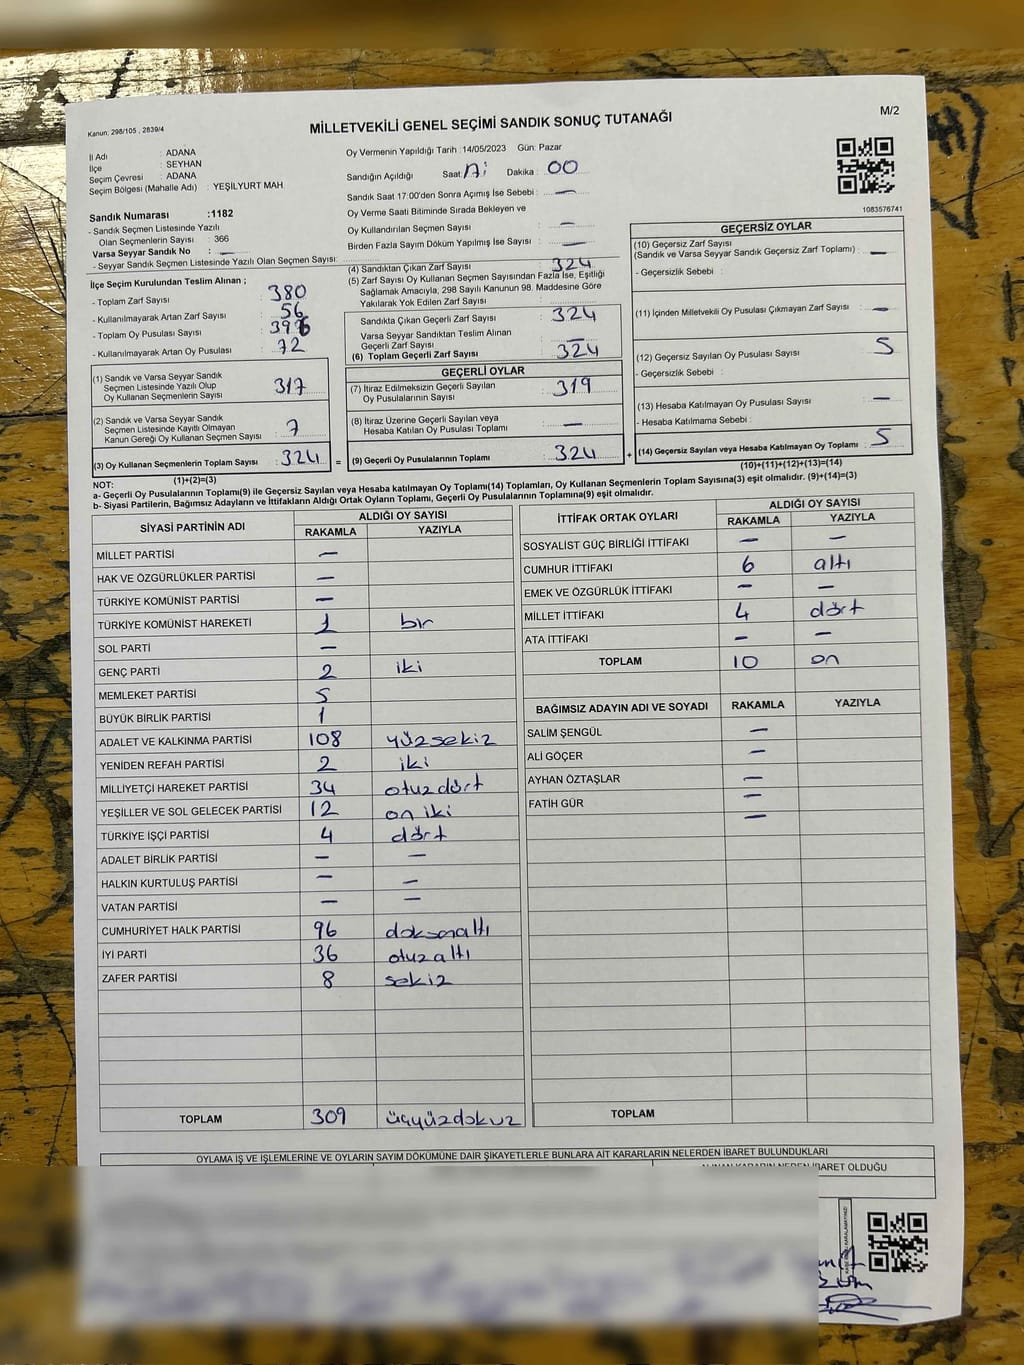 Kanun: 298/105 , 2839/4
MİLLETVEKİLİ GENEL SEÇİMİ SANDIK SONUÇ TUTANAĞI
M/2
İl Adı : ADANA
İlçe : SEYHAN
Seçim Çevresi : ADANA
Seçim Bölgesi (Mahalle Adı) : YEŞİLYURT MAH
Oy Vermenin Yapıldığı Tarih : 14/05/2023 Gün: Pazar
Sandığın Açıldığı Saat Dakika : 00
Sandık Saat 17:00'den Sonra Açımış İse Sebebi : —
Oy Verme Saati Bitiminde Sırada Bekleyen ve
Oy Kullandırılan Seçmen Sayısı : —
Birden Fazla Sayım Döküm Yapılmış İse Sayısı : —
1083576741
Sandık Numarası :1182
- Sandık Seçmen Listesinde Yazılı
Olan Seçmenlerin Sayısı : 366
Varsa Seyyar Sandık No : —
- Seyyar Sandık Seçmen Listesinde Yazılı Olan Seçmen Sayısı:
İlçe Seçim Kurulundan Teslim Alınan ;
- Toplam Zarf Sayısı : 380
- Kullanılmayarak Artan Zarf Sayısı : 56
- Toplam Oy Pusulası Sayısı : 396
- Kullanılmayarak Artan Oy Pusulası : 72
(1) Sandık ve Varsa Seyyar Sandık
Seçmen Listesinde Yazılı Olup
Oy Kullanan Seçmenlerin Sayısı : 317
(2) Sandık ve Varsa Seyyar Sandık
Seçmen Listesinde Kayıtlı Olmayan
Kanun Gereği Oy Kullanan Seçmen Sayısı : 7
(3) Oy Kullanan Seçmenlerin Toplam Sayısı : 324
(1)+(2)=(3)
(4) Sandıktan Çıkan Zarf Sayısı : 324
(5) Zarf Sayısı Oy Kullanan Seçmen Sayısından Fazla İse, Eşitliği
Sağlamak Amacıyla, 298 Sayılı Kanunun 98. Maddesine Göre
Yakılarak Yok Edilen Zarf Sayısı :
Sandıkta Çıkan Geçerli Zarf Sayısı : 324
Varsa Seyyar Sandıktan Teslim Alınan
Geçerli Zarf Sayısı : —
(6) Toplam Geçerli Zarf Sayısı : 324
GEÇERLİ OYLAR
(7) İtiraz Edilmeksizin Geçerli Sayılan
Oy Pusulalarının Sayısı : 319
(8) İtiraz Üzerine Geçerli Sayılan veya
Hesaba Katılan Oy Pusulası Toplamı : —
= (9) Geçerli Oy Pusulalarının Toplamı : 324
GEÇERSİZ OYLAR
(10) Geçersiz Zarf Sayısı
(Sandık ve Varsa Seyyar Sandık Geçersiz Zarf Toplamı) : —
- Geçersizlik Sebebi :
(11) İçinden Milletvekili Oy Pusulası Çıkmayan Zarf Sayısı : —
(12) Geçersiz Sayılan Oy Pusulası Sayısı : 5
- Geçersizlik Sebebi :
(13) Hesaba Katılmayan Oy Pusulası Sayısı : —
- Hesaba Katılmama Sebebi :
+ (14) Geçersiz Sayılan veya Hesaba Katılmayan Oy Toplamı : 5
(10)+(11)+(12)+(13)=(14)
NOT:
a- Geçerli Oy Pusulalarının Toplamı(9) ile Geçersiz Sayılan veya Hesaba katılmayan Oy Pusulası(14) Toplamları, Oy Kullanan Seçmenlerin Toplam Sayısına(3) eşit olmalıdır. (9)+(14)=(3)
b- Siyasi Partilerin, Bağımsız Adayların ve İttifakların Aldığı Ortak Oyların Toplamı, Geçerli Oy Pusulalarının Toplamına(9) eşit olmalıdır.
SİYASİ PARTİNİN ADI ALDIĞI OY SAYISI
RAKAMLA YAZIYLA
MİLLET PARTİSİ —
HAK VE ÖZGÜRLÜKLER PARTİSİ —
TÜRKİYE KOMÜNİST PARTİSİ —
TÜRKİYE KOMÜNİST HAREKETİ 1 bir
SOL PARTİ —
GENÇ PARTİ 2 iki
MEMLEKET PARTİSİ 5
BÜYÜK BİRLİK PARTİSİ 1
ADALET VE KALKINMA PARTİSİ 108 yüzsekiz
YENİDEN REFAH PARTİSİ 2 iki
MİLLİYETÇİ HAREKET PARTİSİ 34 otuzdört
YEŞİLLER VE SOL GELECEK PARTİSİ 12 on iki
TÜRKİYE İŞÇİ PARTİSİ 4 dört
ADALET BİRLİK PARTİSİ — —
HALKIN KURTULUŞ PARTİSİ — —
VATAN PARTİSİ — —
CUMHURİYET HALK PARTİSİ 96 doksanaltı
İYİ PARTİ 36 otuzaltı
ZAFER PARTİSİ 8 sekiz
TOPLAM 309 üçyüzdokuz
İTTİFAK ORTAK OYLARI ALDIĞI OY SAYISI
RAKAMLA YAZIYLA
SOSYALİST GÜÇ BİRLİĞİ İTTİFAKI — —
CUMHUR İTTİFAKI 6 altı
EMEK VE ÖZGÜRLÜK İTTİFAKI — —
MİLLET İTTİFAKI 4 dört
ATA İTTİFAKI — —
TOPLAM 10 on
BAĞIMSIZ ADAYIN ADI VE SOYADI RAKAMLA YAZIYLA
SALİM ŞENGÜL —
ALİ GÖÇER —
AYHAN ÖZTAŞLAR —
FATİH GÜR —
—
TOPLAM
OYLAMA İŞ VE İŞLEMLERİNE VE OYLARIN SAYIM DÖKÜMÜNE DAİR ŞİKAYETLERLE BUNLARA AİT KARARLARIN NELERDEN İBARET BULUNDUKLARI
ALINAN KARARIN NEDEN İBARET OLDUĞU